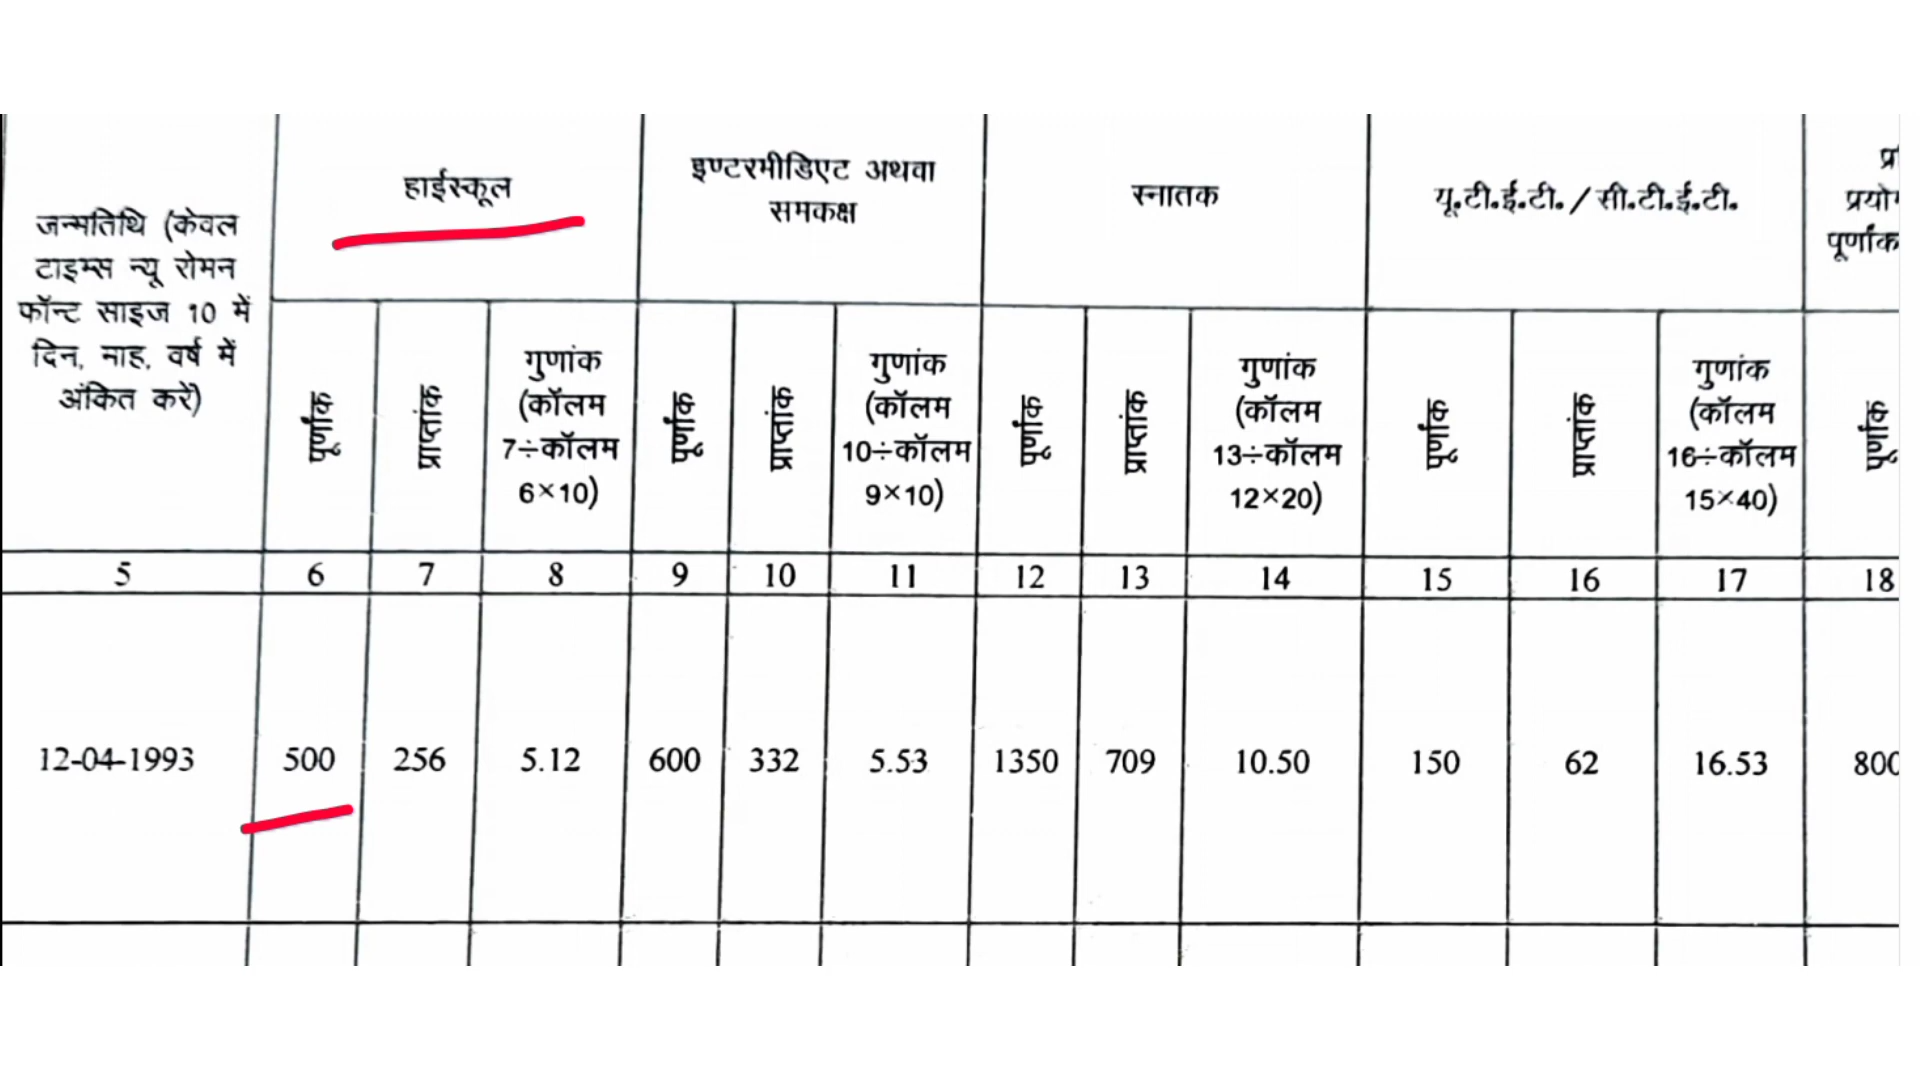 जन्मतिथि (केवल
टाइम्स न्यू रोमन
फॉन्ट साइज 10 में
दिन, माह, वर्ष में
अंकित करें)
हाईस्कूल
इण्टरमीडिएट अथवा
समकक्ष
स्नातक
यू.टी.ई.टी. / सी.टी.ई.टी.
प्र
प्रयो
पूर्णांक
पूर्णांक
प्राप्तांक
गुणांक
(कॉलम
7÷कॉलम
6×10)
पूर्णांक
प्राप्तांक
गुणांक
(कॉलम
10÷कॉलम
9×10)
पूर्णांक
प्राप्तांक
गुणांक
(कॉलम
13÷कॉलम
12×20)
पूर्णांक
प्राप्तांक
गुणांक
(कॉलम
16÷कॉलम
15×40)
पूर्णांक
5 6 7 8 9 10 11 12 13 14 15 16 17 18
12-04-1993 500 256 5.12 600 332 5.53 1350 709 10.50 150 62 16.53 800